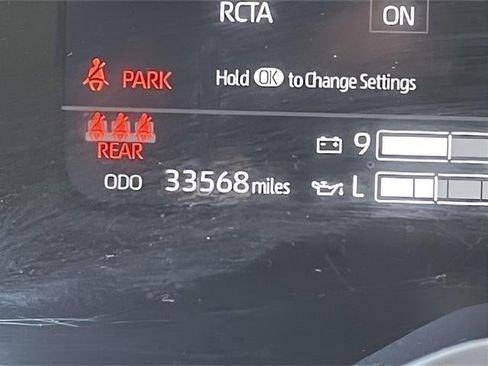 RCTA ON
PARK Hold OK to Change Settings
REAR
9
ODO 33568 miles L